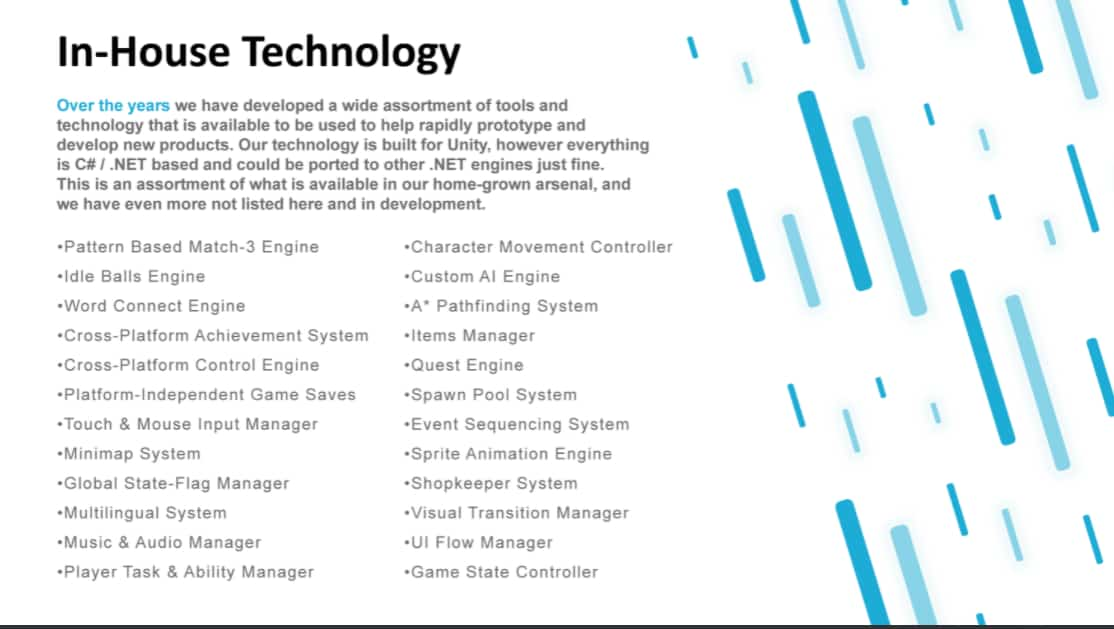 In-House Technology
Over the years we have developed a wide assortment of tools and
technology that is available to be used to help rapidly prototype and
develop new products. Our technology is built for Unity, however everything
is C# / .NET based and could be ported to other .NET engines just fine.
This is an assortment of what is available in our home-grown arsenal, and
we have even more not listed here and in development.
•Pattern Based Match-3 Engine
•Idle Balls Engine
•Word Connect Engine
•Cross-Platform Achievement System
•Cross-Platform Control Engine
•Platform-Independent Game Saves
•Touch & Mouse Input Manager
•Minimap System
•Global State-Flag Manager
•Multilingual System
•Music & Audio Manager
•Player Task & Ability Manager
•Character Movement Controller
•Custom AI Engine
•A* Pathfinding System
•Items Manager
•Quest Engine
•Spawn Pool System
•Event Sequencing System
•Sprite Animation Engine
•Shopkeeper System
•Visual Transition Manager
•UI Flow Manager
•Game State Controller